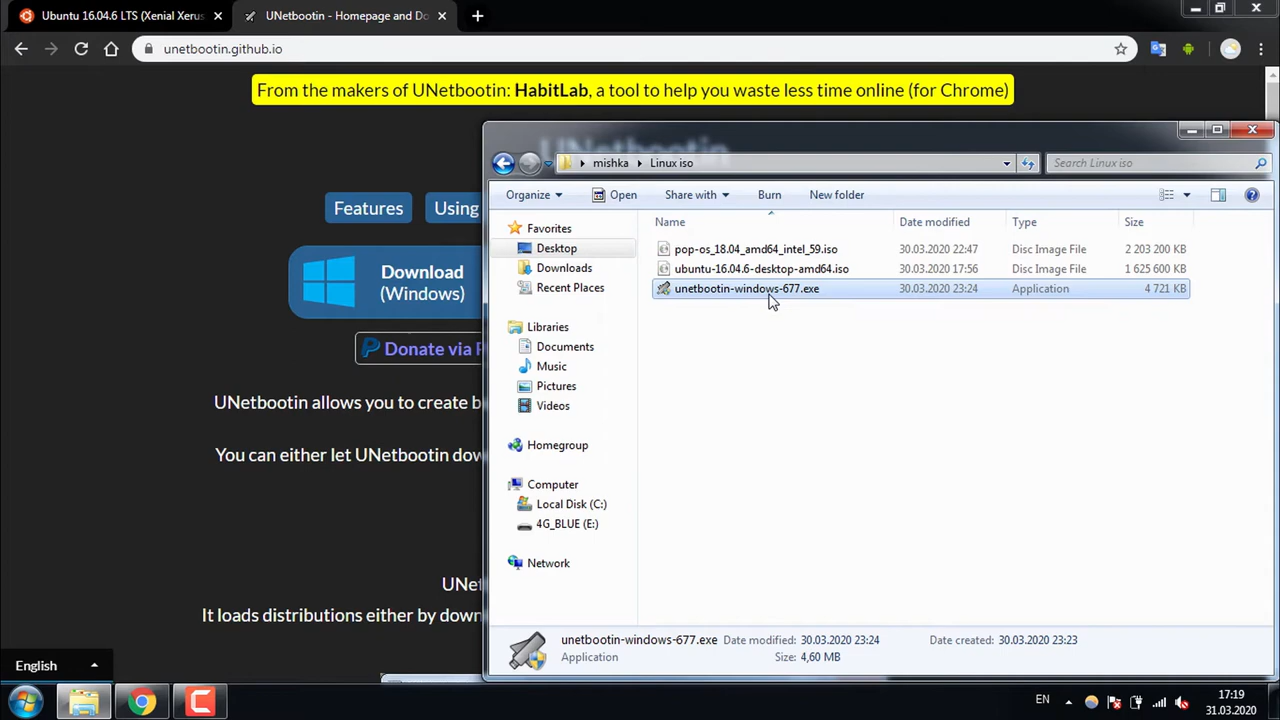 Ubuntu 16.04.6 LTS (Xenial Xerus
UNetbootin - Homepage and Do
unetbootin.github.io
From the makers of UNetbootin: HabitLab, a tool to help you waste less time online (for Chrome)
UNetbootin
Features
Using
Download
(Windows)
Donate via P
UNetbootin allows you to create b
You can either let UNetbootin dow
UNet
It loads distributions either by down
English
mishka
Linux iso
Search Linux iso
Organize
Open
Share with
Burn
New folder
Favorites
Desktop
Downloads
Recent Places
Libraries
Documents
Music
Pictures
Videos
Homegroup
Computer
Local Disk (C:)
4G_BLUE (E:)
Network
Name Date modified Type Size
pop-os_18.04_amd64_intel_59.iso 30.03.2020 22:47 Disc Image File 2 203 200 KB
ubuntu-16.04.6-desktop-amd64.iso 30.03.2020 17:56 Disc Image File 1 625 600 KB
unetbootin-windows-677.exe 30.03.2020 23:24 Application 4 721 KB
unetbootin-windows-677.exe Date modified: 30.03.2020 23:24 Date created: 30.03.2020 23:23
Application Size: 4,60 MB
EN
17:19
31.03.2020